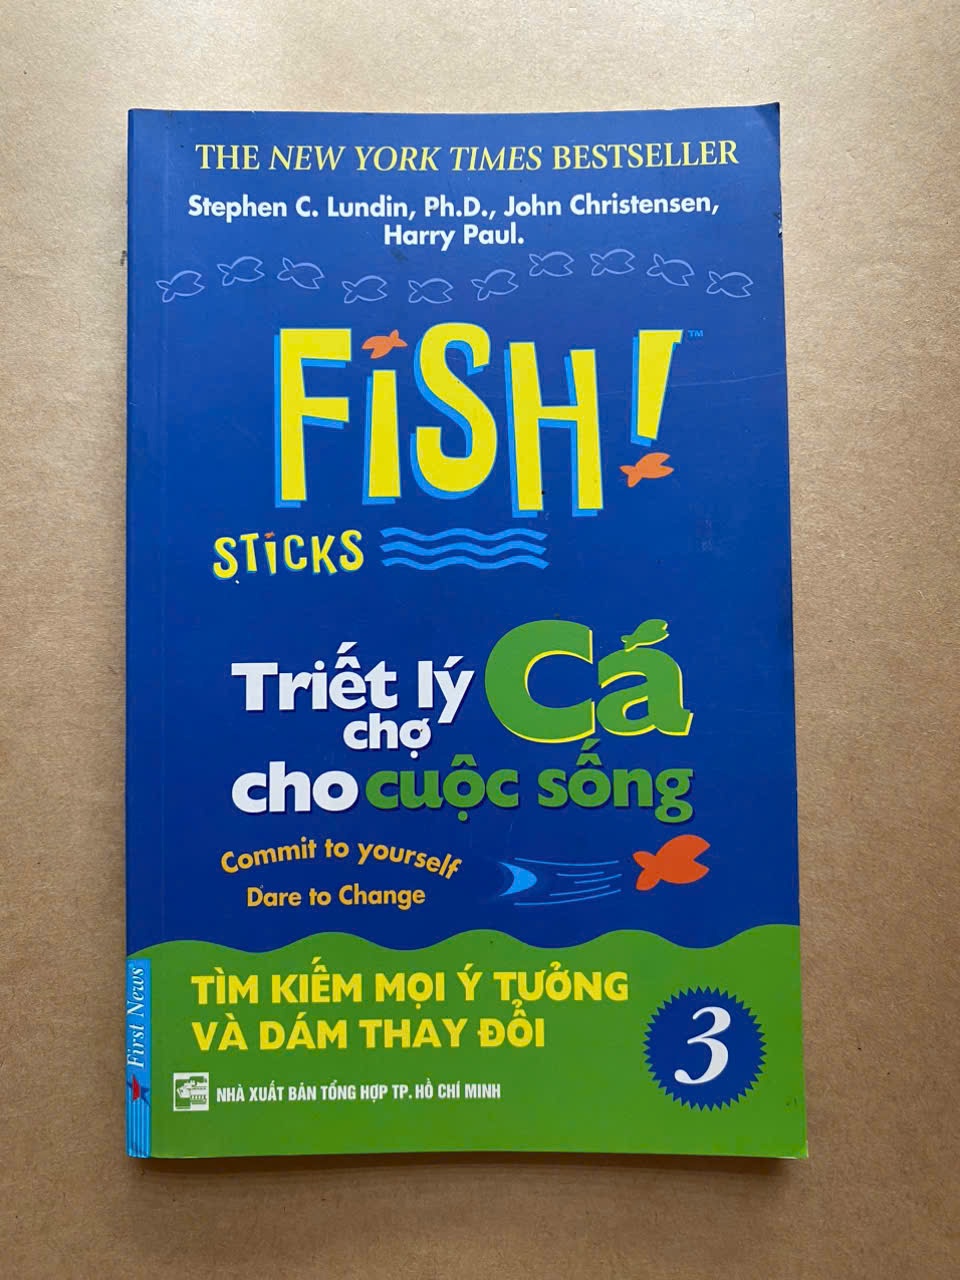 THE NEW YORK TIMES BESTSELLER
Stephen C. Lundin, Ph.D., John Christensen,
Harry Paul.
FiSH!™
STiCKS
Triết lý
chợ
Cá
cho cuộc sống
Commit to yourself
Dare to Change
TÌM KIẾM MỌI Ý TƯỞNG
VÀ DÁM THAY ĐỔI
3
First News
NHÀ XUẤT BẢN TỔNG HỢP TP. HỒ CHÍ MINH